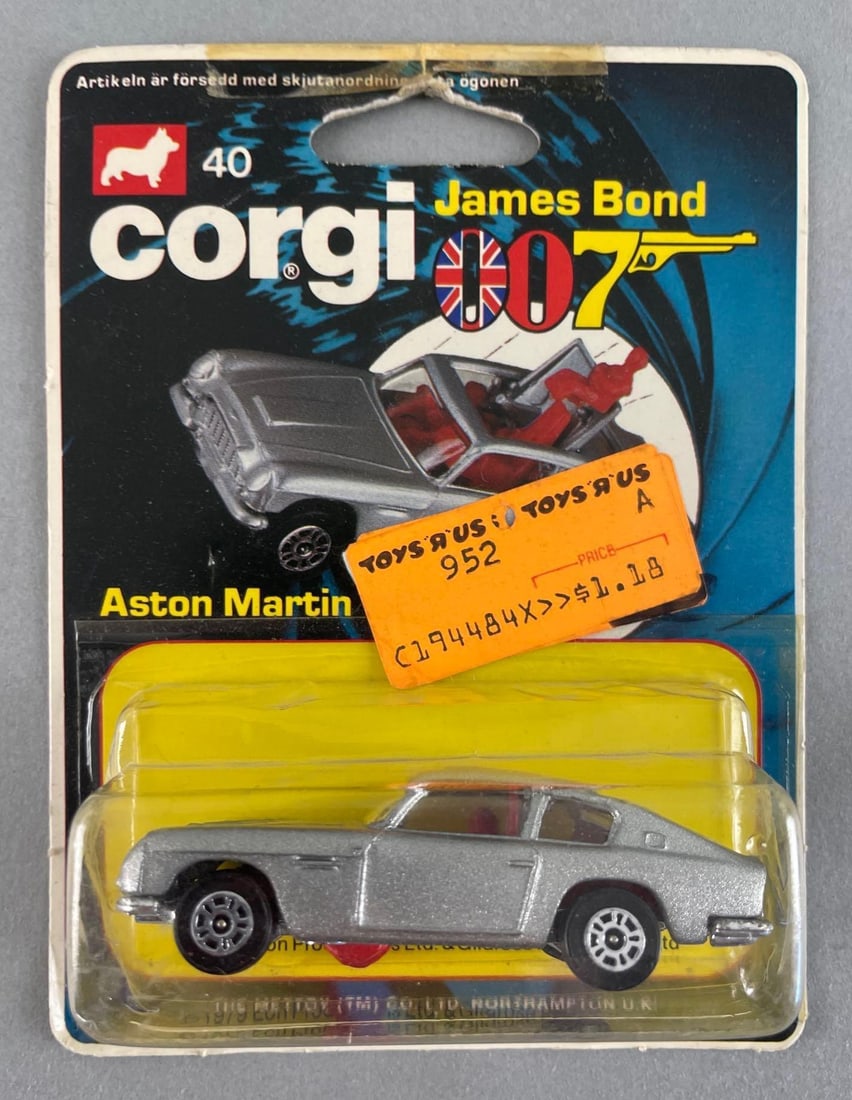 Artikeln är försedd med skjutanordning ögonen
40
corgi®
James Bond
007
TOYS "R" US TOYS "R" US
952
A
PRICE
C194484X>>$1.18
Aston Martin
THE METTOY (TM) CO. LTD. NORTHAMPTON U.K.